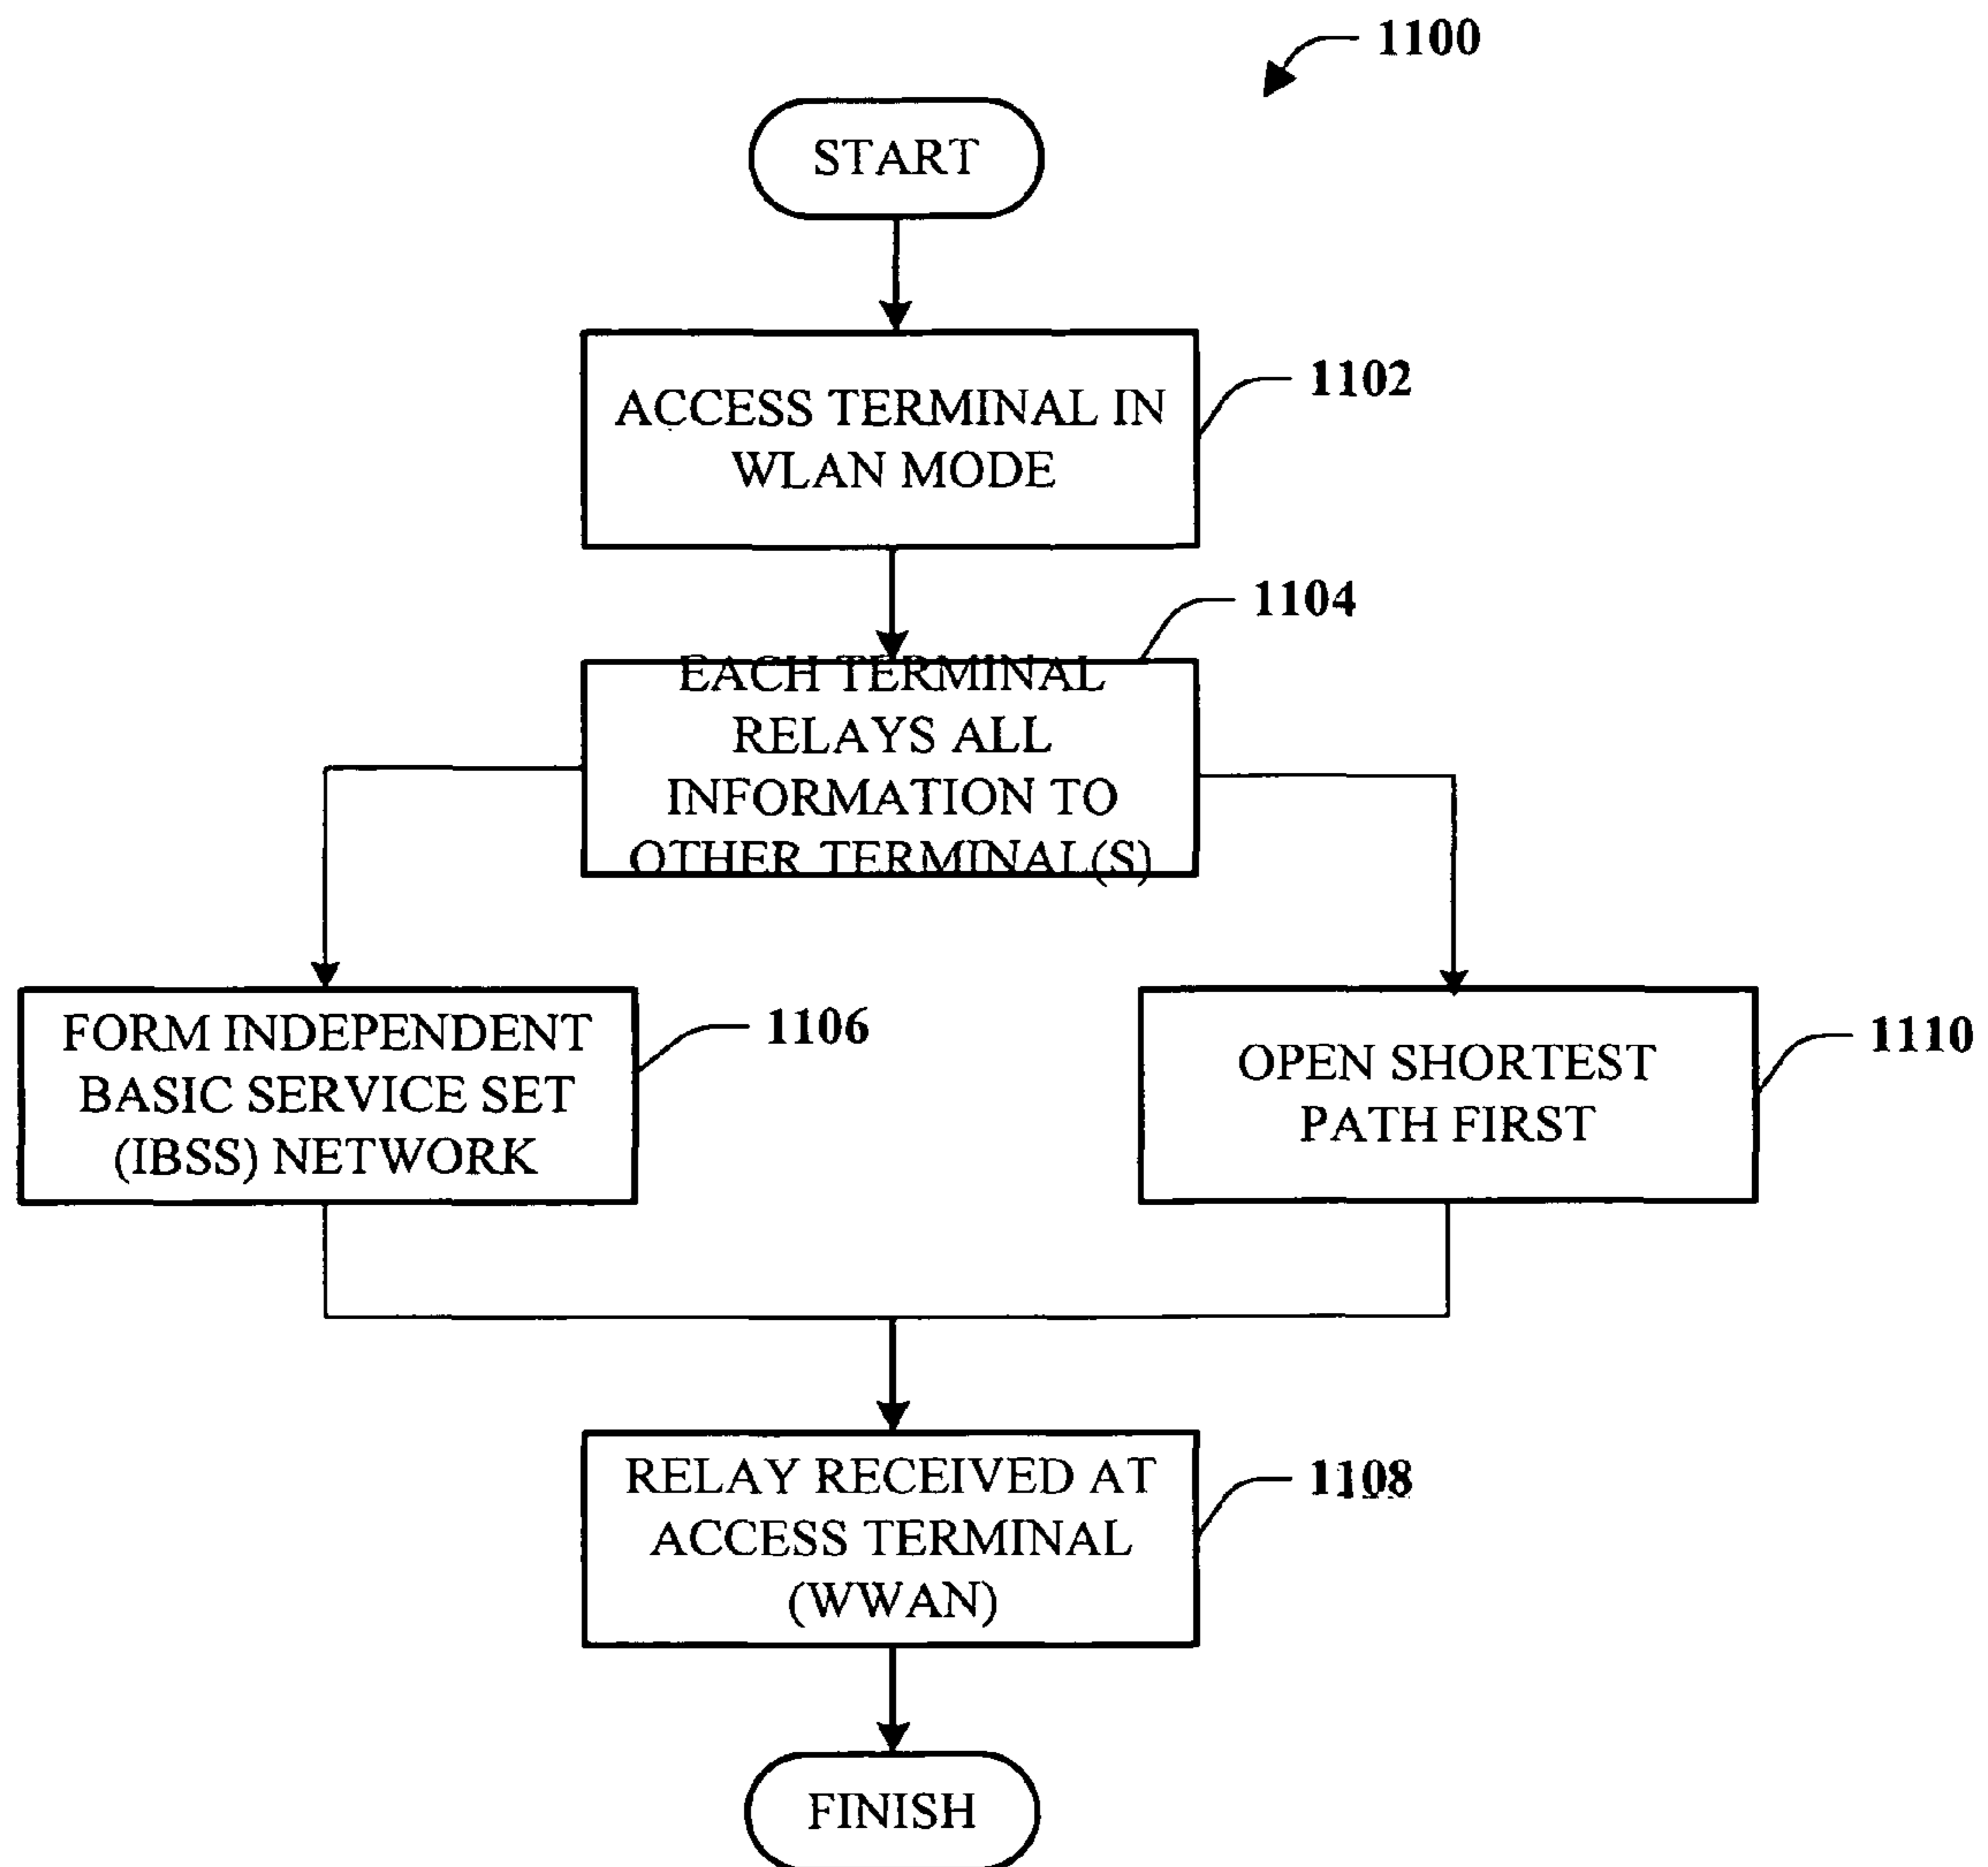 1100
START
ACCESS TERMINAL IN
WLAN MODE
1102
1104
EACH TERMINAL
RELAYS ALL
INFORMATION TO
OTHER TERMINAL(S)
FORM INDEPENDENT
BASIC SERVICE SET
(IBSS) NETWORK
1106
OPEN SHORTEST
PATH FIRST
1110
RELAY RECEIVED AT
ACCESS TERMINAL
(WWAN)
1108
FINISH